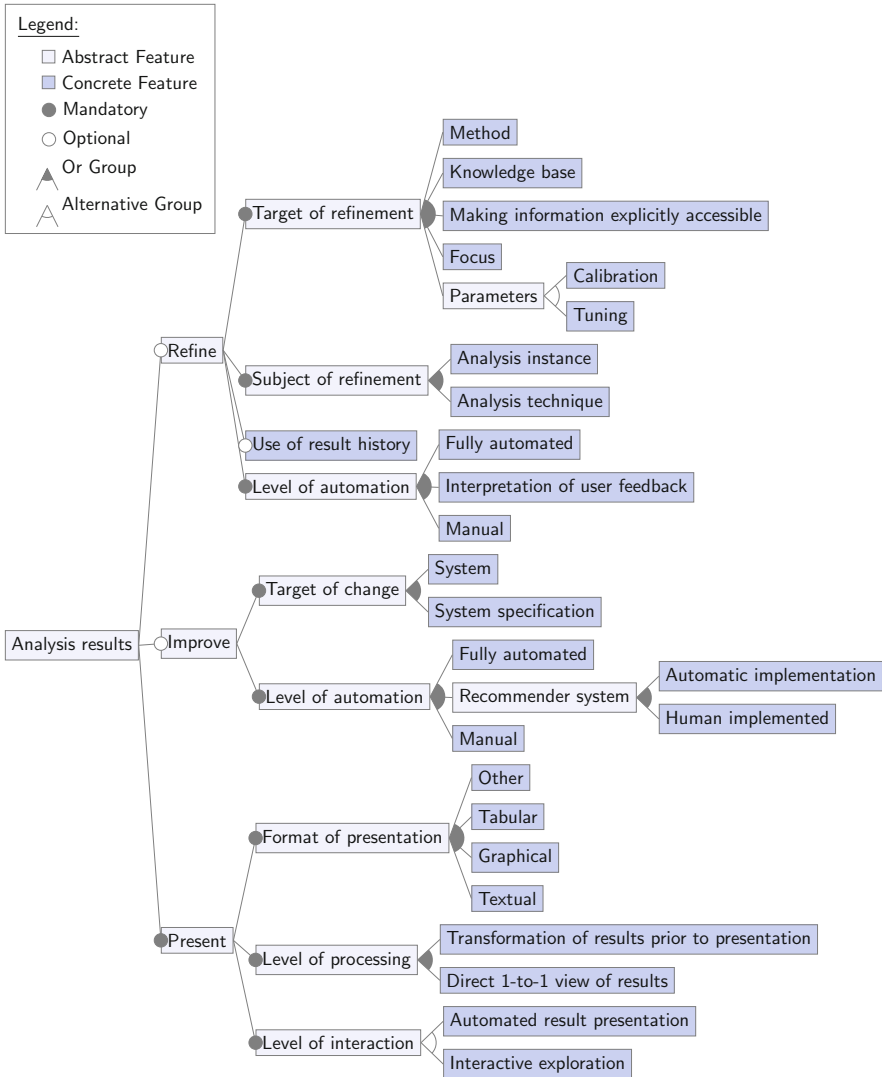 Legend:
Abstract Feature
Concrete Feature
Mandatory
Optional
Or Group
Alternative Group
Method
Knowledge base
Target of refinement
Making information explicitly accessible
Focus
Calibration
Parameters
Tuning
Refine
Analysis instance
Subject of refinement
Analysis technique
Use of result history
Fully automated
Level of automation
Interpretation of user feedback
Manual
System
Target of change
System specification
Analysis results
Improve
Fully automated
Automatic implementation
Level of automation
Recommender system
Human implemented
Manual
Other
Tabular
Format of presentation
Graphical
Textual
Present
Transformation of results prior to presentation
Level of processing
Direct 1-to-1 view of results
Automated result presentation
Level of interaction
Interactive exploration